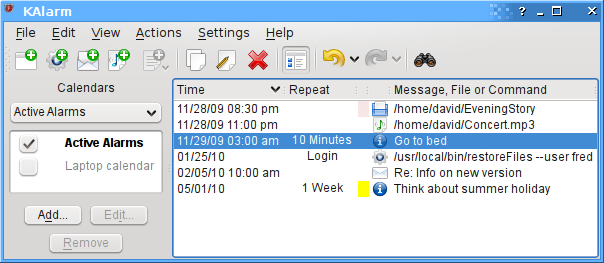 KAlarm
File Edit View Actions Settings Help
Calendars
Active Alarms
Active Alarms
Laptop calendar
Add...
Edit...
Remove
Time Repeat Message, File or Command
11/28/09 08:30 pm /home/david/EveningStory
11/28/09 11:00 pm /home/david/Concert.mp3
11/29/09 03:00 am 10 Minutes Go to bed
01/25/10 Login /usr/local/bin/restoreFiles --user fred
02/05/10 10:00 am Re: Info on new version
05/01/10 1 Week Think about summer holiday